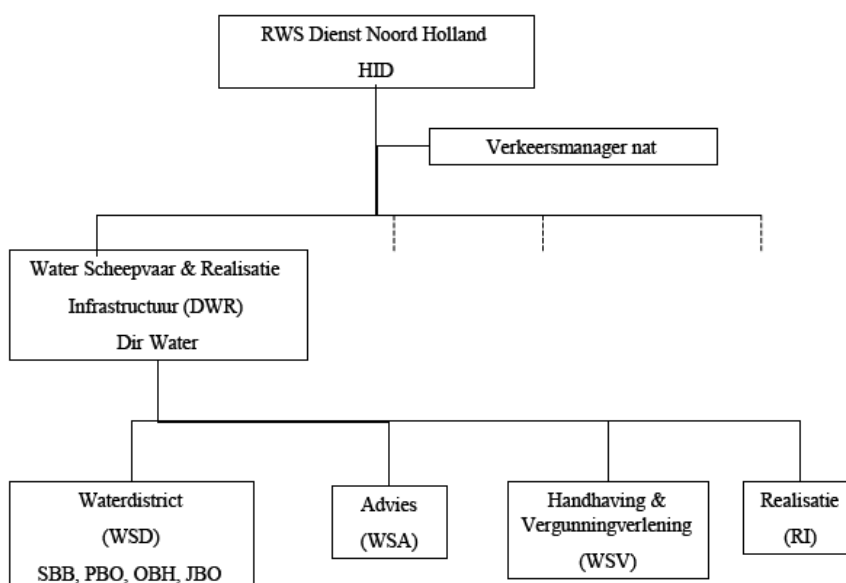 RWS Dienst Noord Holland
HID
Verkeersmanager nat
Water Scheepvaar & Realisatie
Infrastructuur (DWR)
Dir Water
Waterdistrict
(WSD)
SBB, PBO, OBH, JBO
Advies
(WSA)
Handhaving &
Vergunningverlening
(WSV)
Realisatie
(RI)